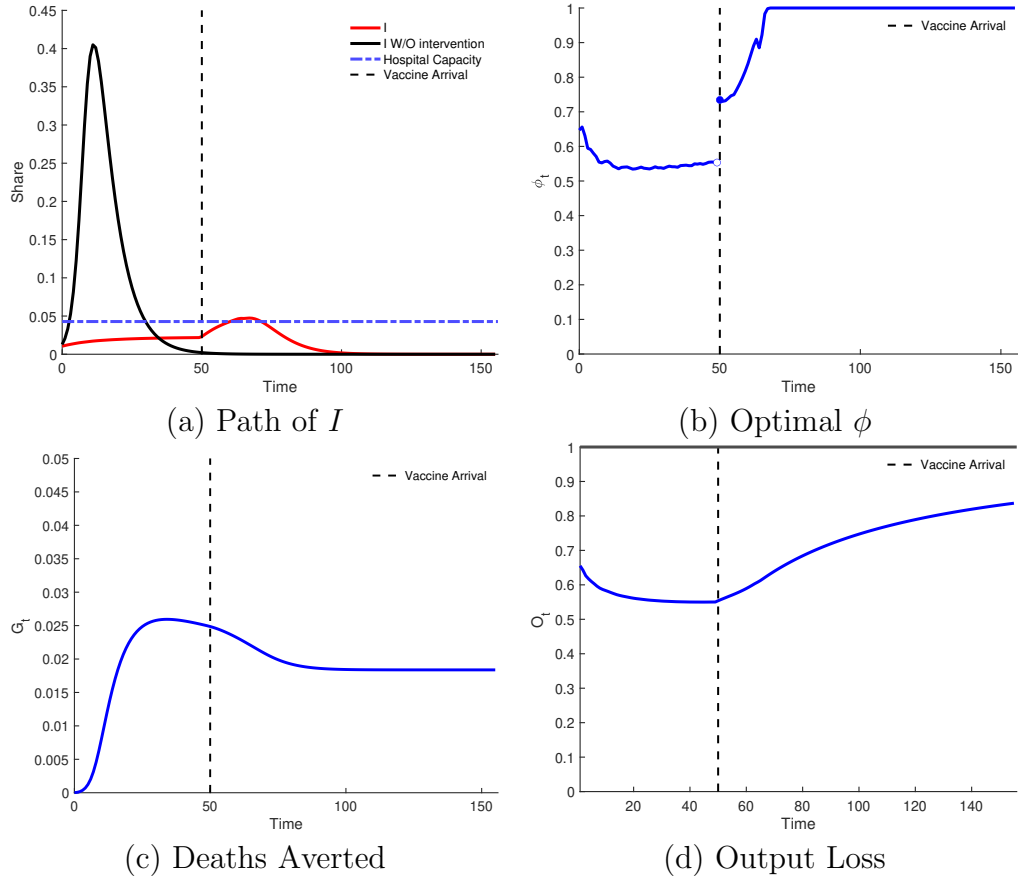 0.45
0.4
0.35
0.3
0.25
0.2
0.15
0.1
0.05
0
Share
0 50 100 150
Time
I
I W/O intervention
Hospital Capacity
Vaccine Arrival
(a) Path of I
1
0.9
0.8
0.7
0.6
0.5
0.4
0.3
0.2
0.1
0
ϕt
0 50 100 150
Time
Vaccine Arrival
(b) Optimal ϕ
0.05
0.045
0.04
0.035
0.03
0.025
0.02
0.015
0.01
0.005
0
Gt
0 50 100 150
Time
Vaccine Arrival
(c) Deaths Averted
1
0.9
0.8
0.7
0.6
0.5
0.4
0.3
0.2
0.1
0
Ot
20 40 60 80 100 120 140
Time
Vaccine Arrival
(d) Output Loss